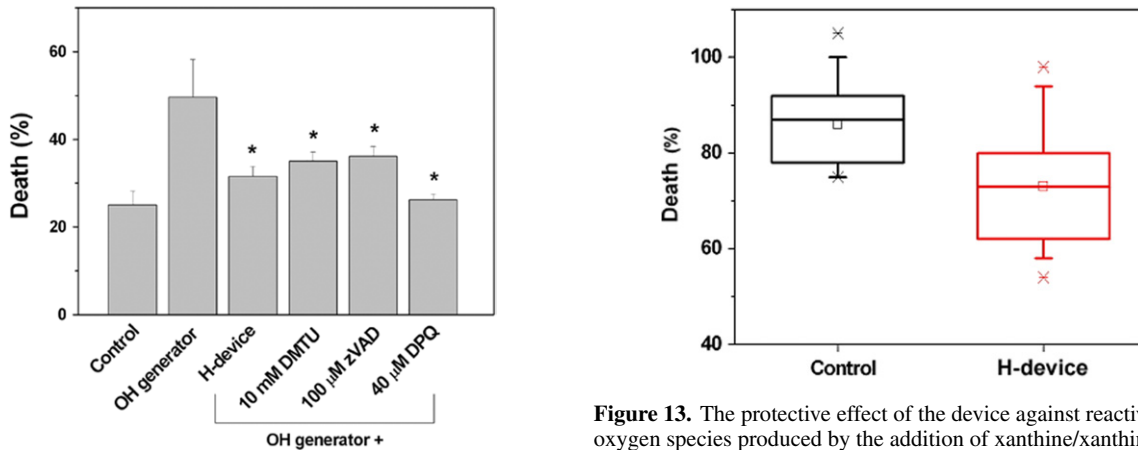 Death (%)
60
40
20
0
*
*
*
*
Control
OH generator
H-device
10 mM DMTU
100 µM zVAD
40 µM DPQ
OH generator +
Death (%)
100
80
60
40
Control
H-device
Figure 13. The protective effect of the device against reactiv
oxygen species produced by the addition of xanthine/xanthin